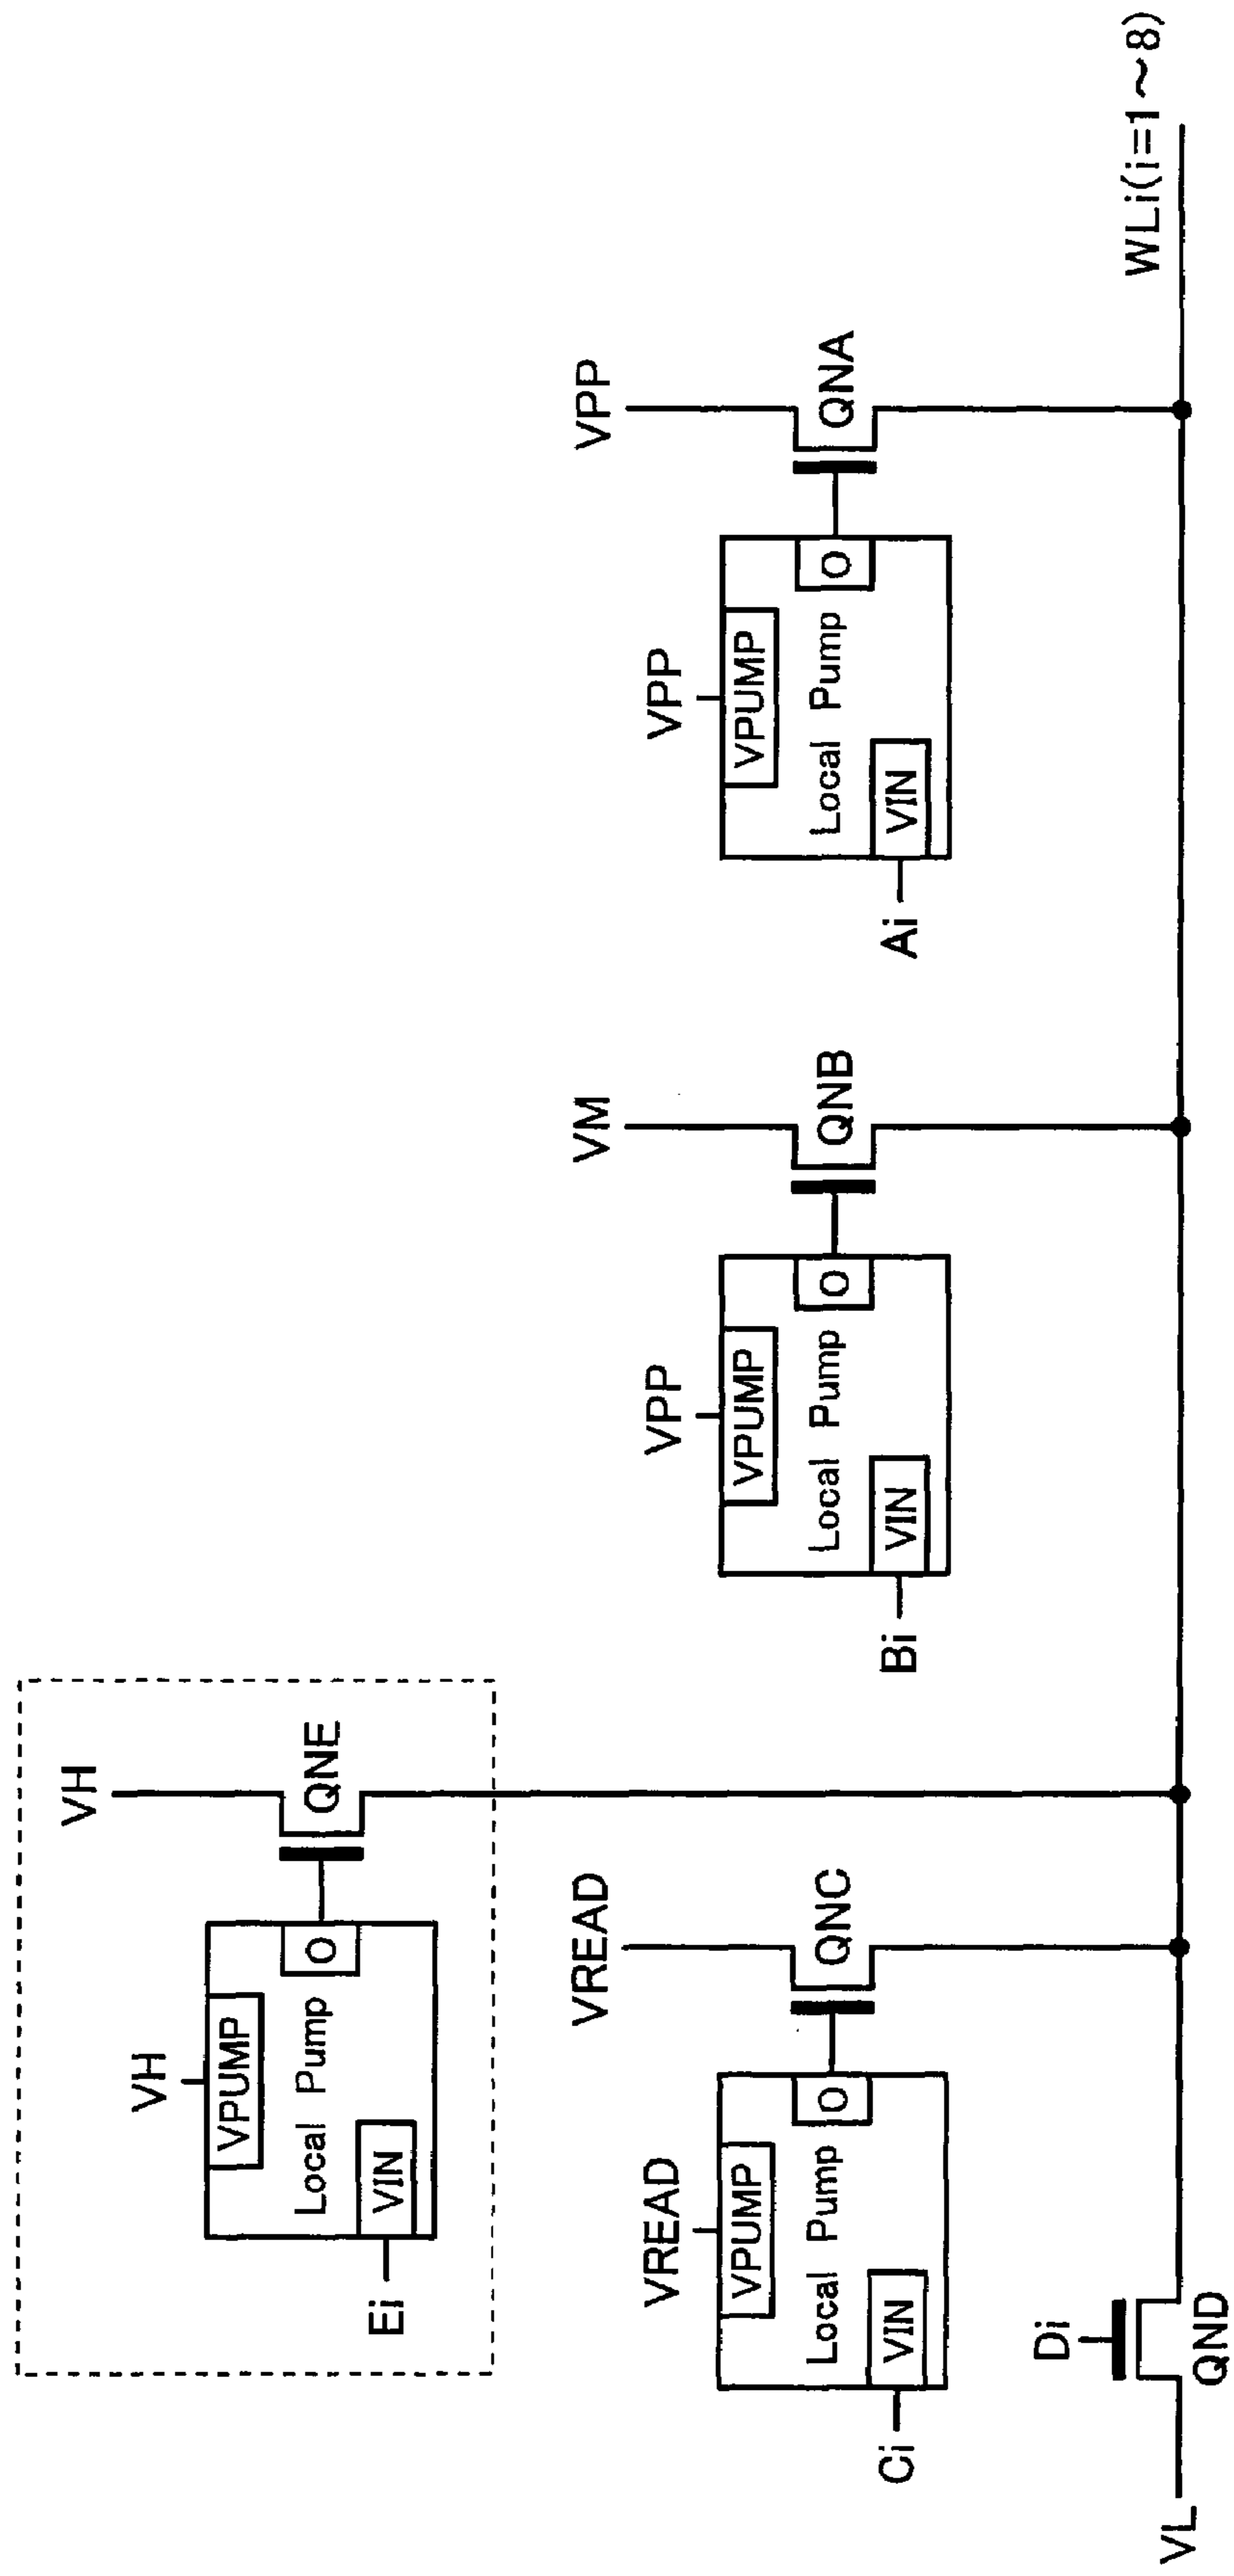 VH
VH
VPUMP
QNE
O
Local Pump
VIN
Ei
VREAD
VREAD
VPUMP
QNC
O
Local Pump
VIN
Ci
VM
VPP
VPUMP
QNB
O
Local Pump
VIN
Bi
VPP
VPP
VPUMP
QNA
O
Local Pump
VIN
Ai
Di
QND
VL
WLi(i=1~8)